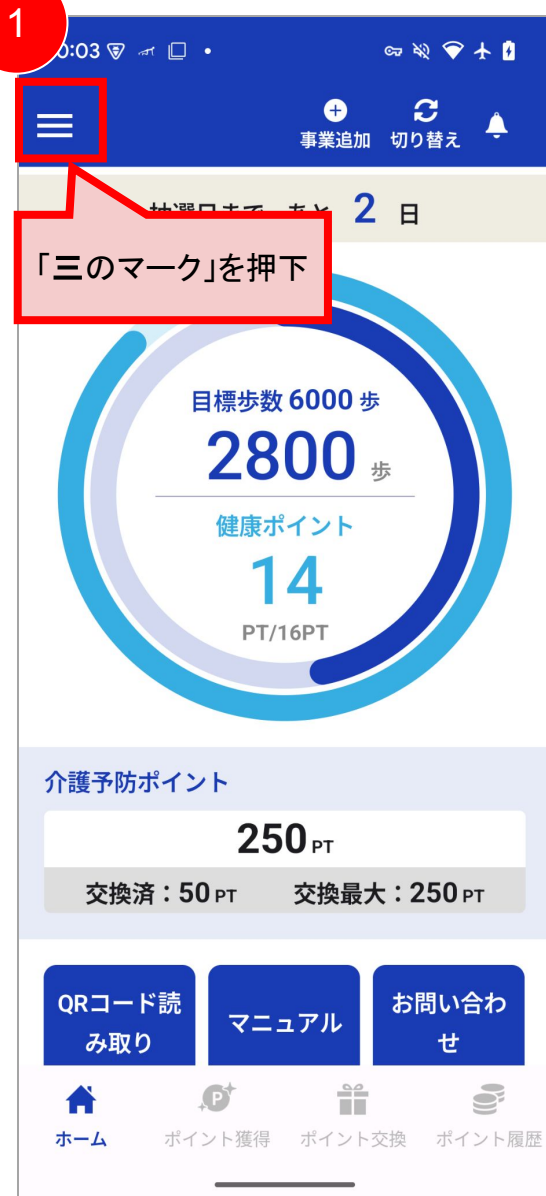 1
0:03
事業追加
切り替え
抽選日まで あと 2 日
「三のマーク」を押下
目標歩数 6000 歩
2800 歩
健康ポイント
14
PT/16PT
介護予防ポイント
250 PT
交換済：50 PT 交換最大：250 PT
QRコード読
み取り
マニュアル
お問い合わ
せ
ホーム
ポイント獲得
ポイント交換
ポイント履歴